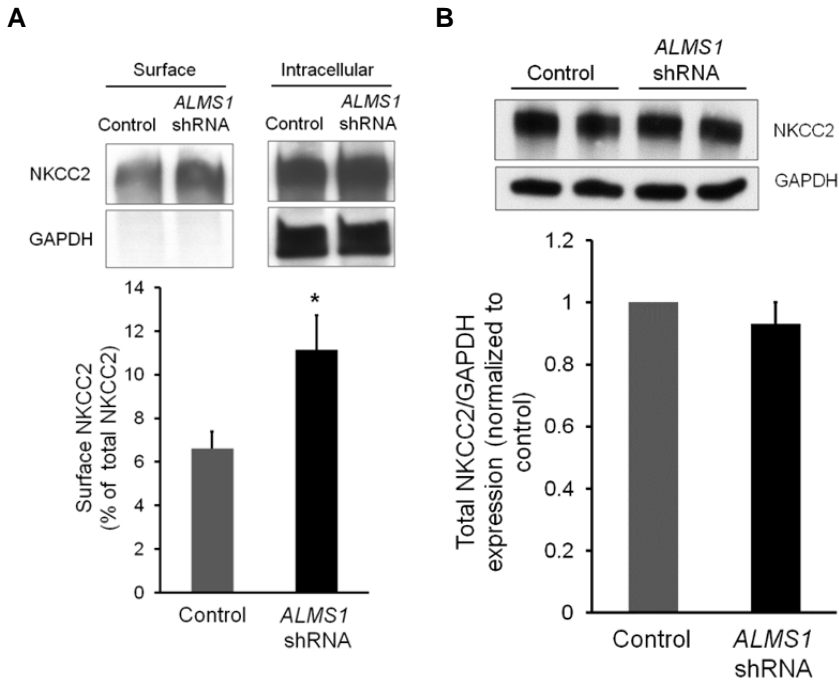 A
Surface
Intracellular
Control
ALMS1
shRNA
Control
ALMS1
shRNA
NKCC2
GAPDH
14
12
10
8
6
4
2
0
*
Surface NKCC2
(% of total NKCC2)
Control
ALMS1
shRNA
B
Control
ALMS1
shRNA
NKCC2
GAPDH
1.2
1
0.8
0.6
0.4
0.2
0
Total NKCC2/GAPDH
expression (normalized to
control)
Control
ALMS1
shRNA